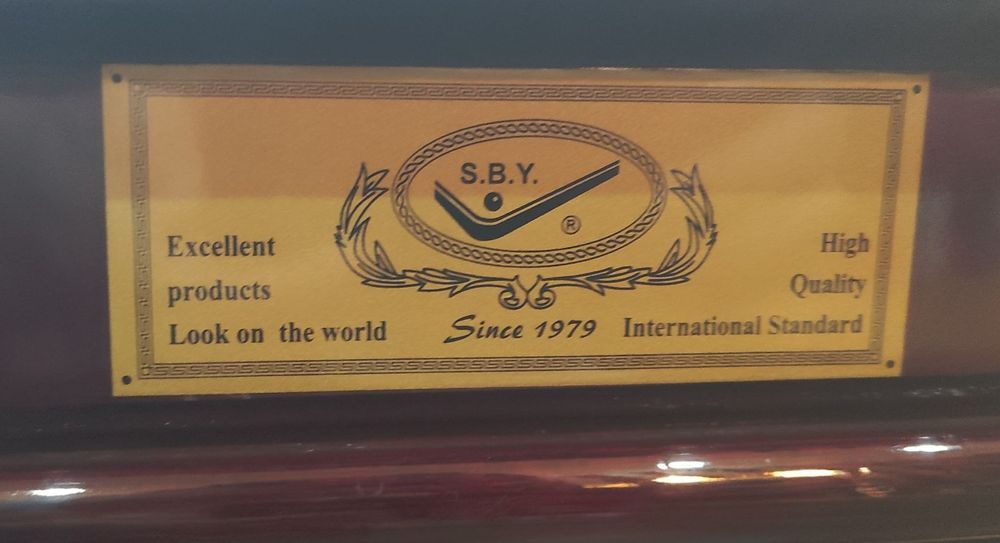 S.B.Y.
®
Excellent
products
Look on the world
Since 1979
High
Quality
International Standard